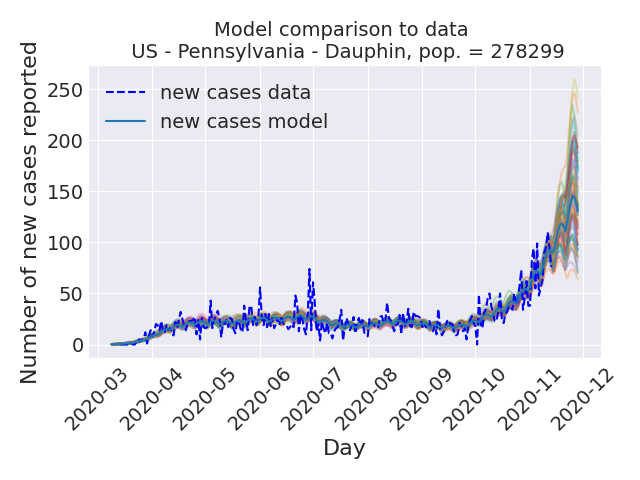 Model comparison to data
US - Pennsylvania - Dauphin, pop. = 278299
new cases data
new cases model
Number of new cases reported
250
200
150
100
50
0
2020-03
2020-04
2020-05
2020-06
2020-07
2020-08
2020-09
2020-10
2020-11
2020-12
Day